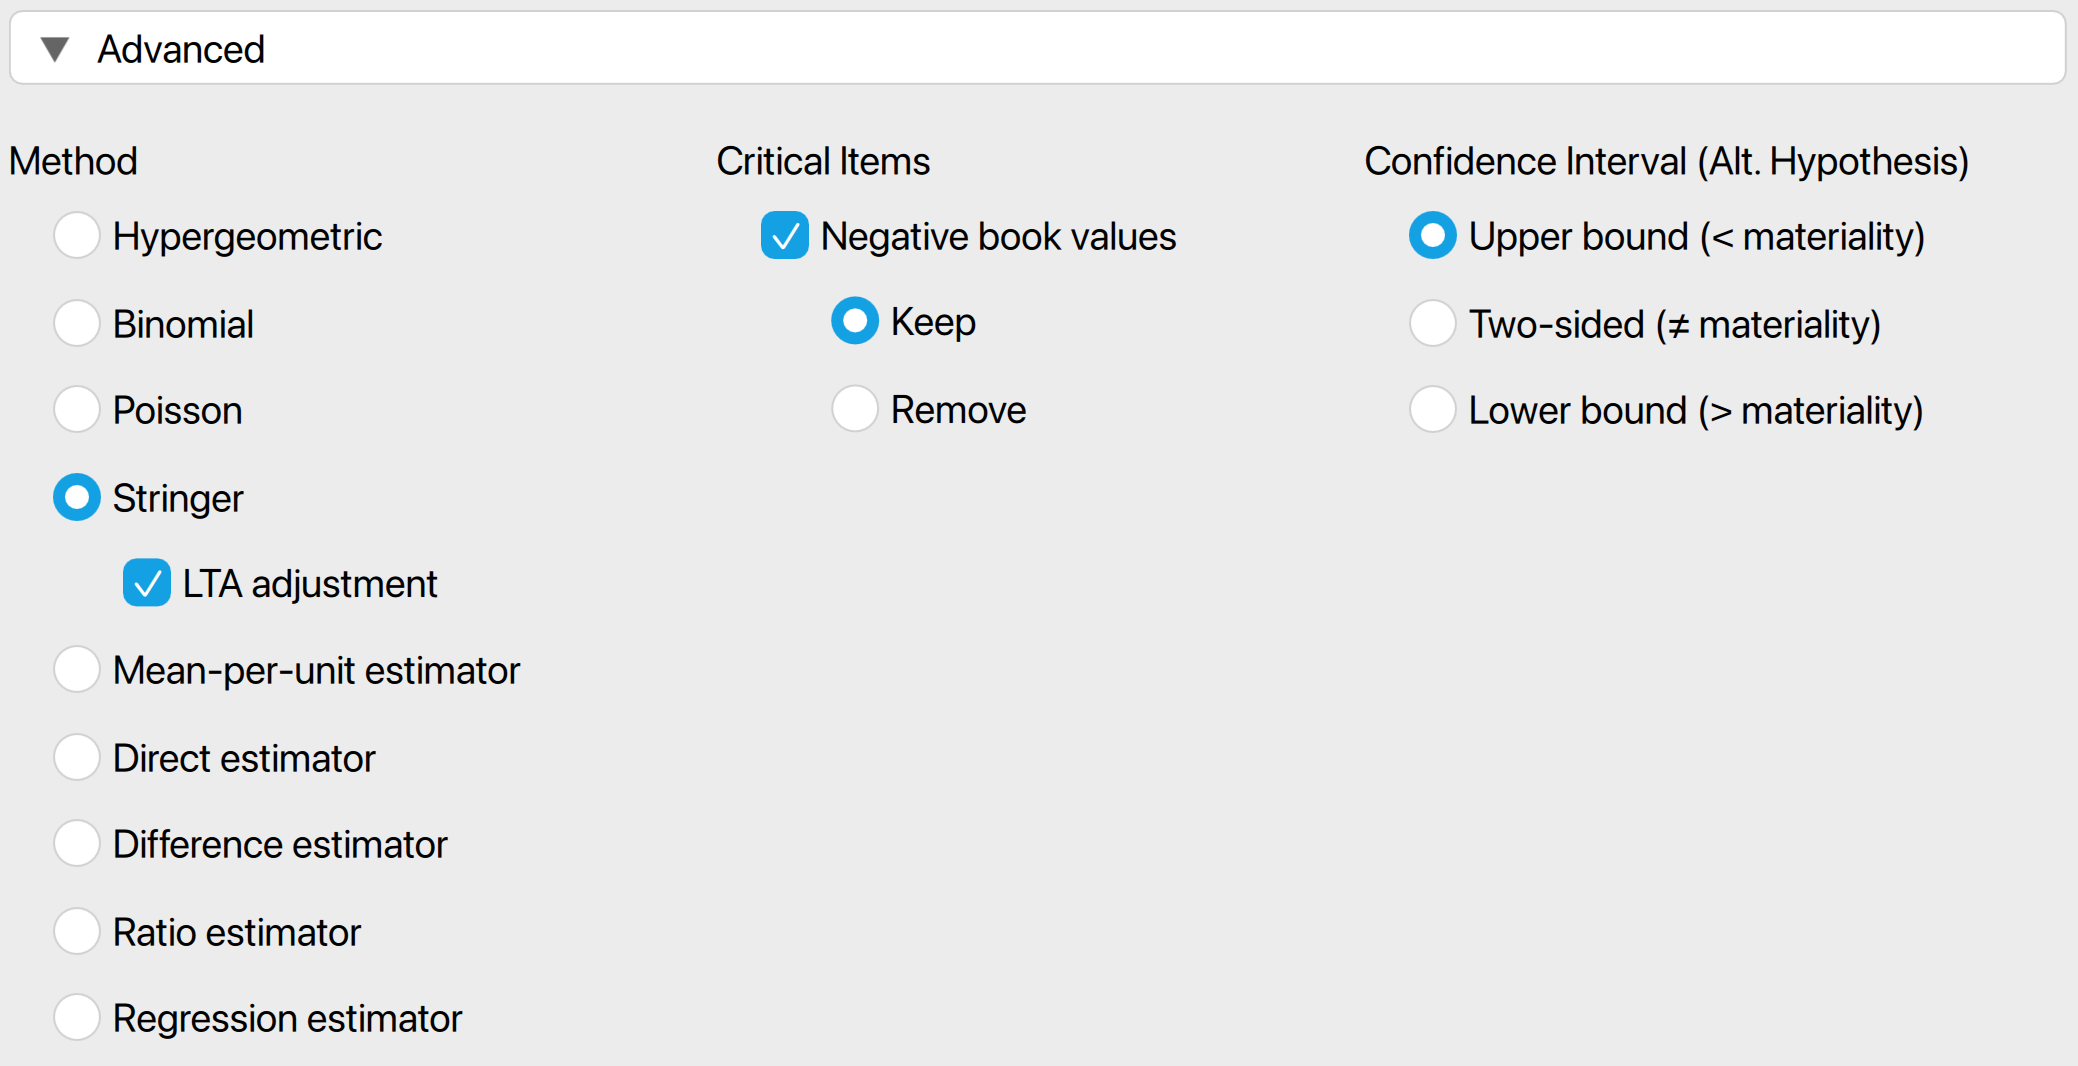 Advanced
Method
Hypergeometric
Binomial
Poisson
Stringer
LTA adjustment
Mean-per-unit estimator
Direct estimator
Difference estimator
Ratio estimator
Regression estimator
Critical Items
Negative book values
Keep
Remove
Confidence Interval (Alt. Hypothesis)
Upper bound (< materiality)
Two-sided (≠ materiality)
Lower bound (> materiality)